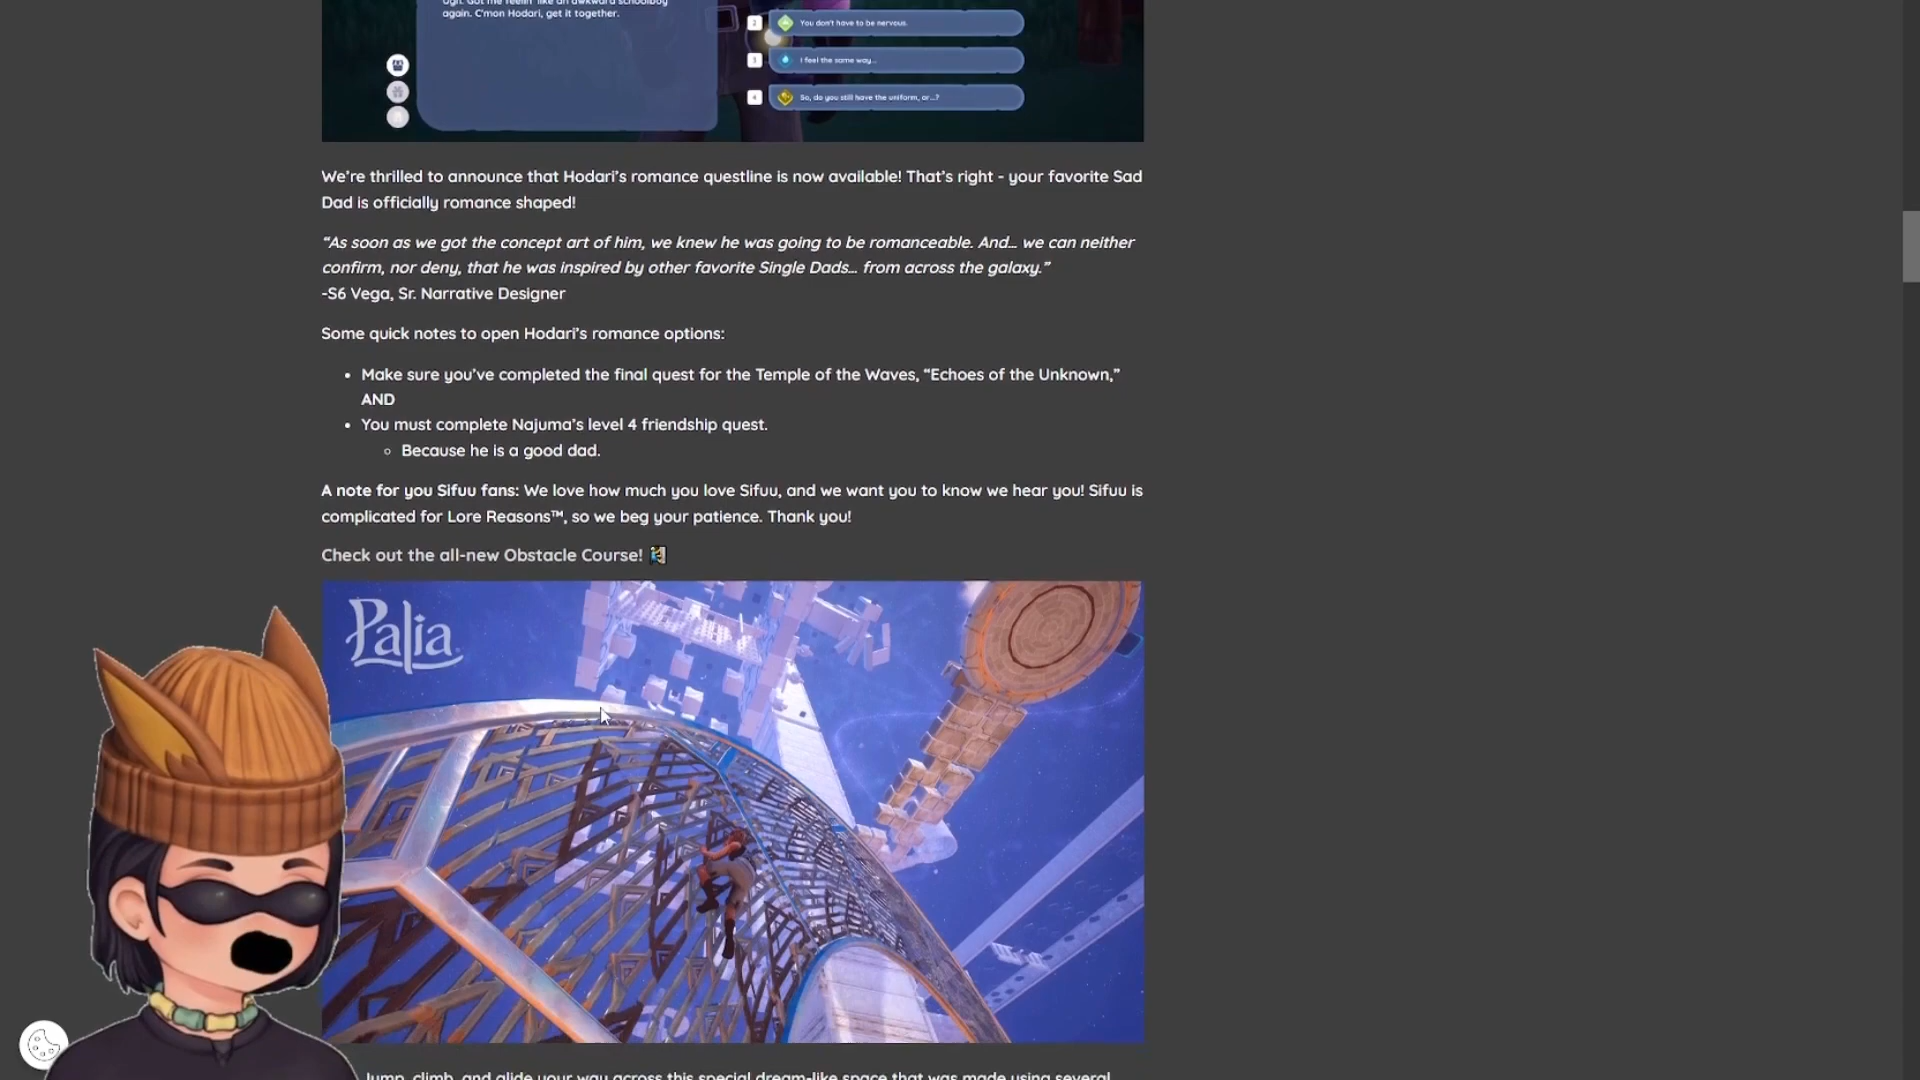 Ugh. Got me feelin' like an awkward schoolboy
again. C'mon Hodari, get it together.
2 You don't have to be nervous.
3 I feel the same way...
4 So, do you still have the uniform, or...?
We're thrilled to announce that Hodari's romance questline is now available! That's right - your favorite Sad
Dad is officially romance shaped!
“As soon as we got the concept art of him, we knew he was going to be romanceable. And... we can neither
confirm, nor deny, that he was inspired by other favorite Single Dads... from across the galaxy.”
-S6 Vega, Sr. Narrative Designer
Some quick notes to open Hodari's romance options:
• Make sure you've completed the final quest for the Temple of the Waves, “Echoes of the Unknown,”
AND
• You must complete Najuma's level 4 friendship quest.
◦ Because he is a good dad.
A note for you Sifuu fans: We love how much you love Sifuu, and we want you to know we hear you! Sifuu is
complicated for Lore Reasons™, so we beg your patience. Thank you!
Check out the all-new Obstacle Course!
Palia
Jump, climb, and glide your way across this special dream-like space that was made using several